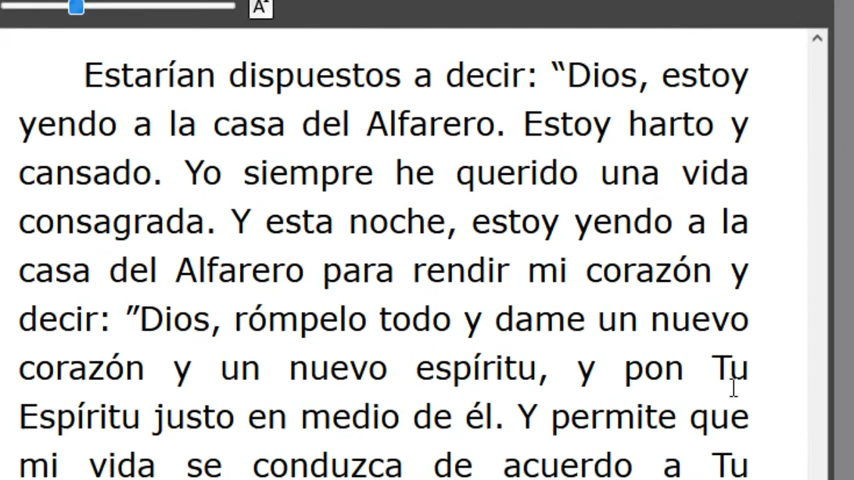 A
Estarían dispuestos a decir: “Dios, estoy
yendo a la casa del Alfarero. Estoy harto y
cansado. Yo siempre he querido una vida
consagrada. Y esta noche, estoy yendo a la
casa del Alfarero para rendir mi corazón y
decir: ”Dios, rómpelo todo y dame un nuevo
corazón y un nuevo espíritu, y pon Tu
Espíritu justo en medio de él. Y permite que
mi vida se conduzca de acuerdo a Tu